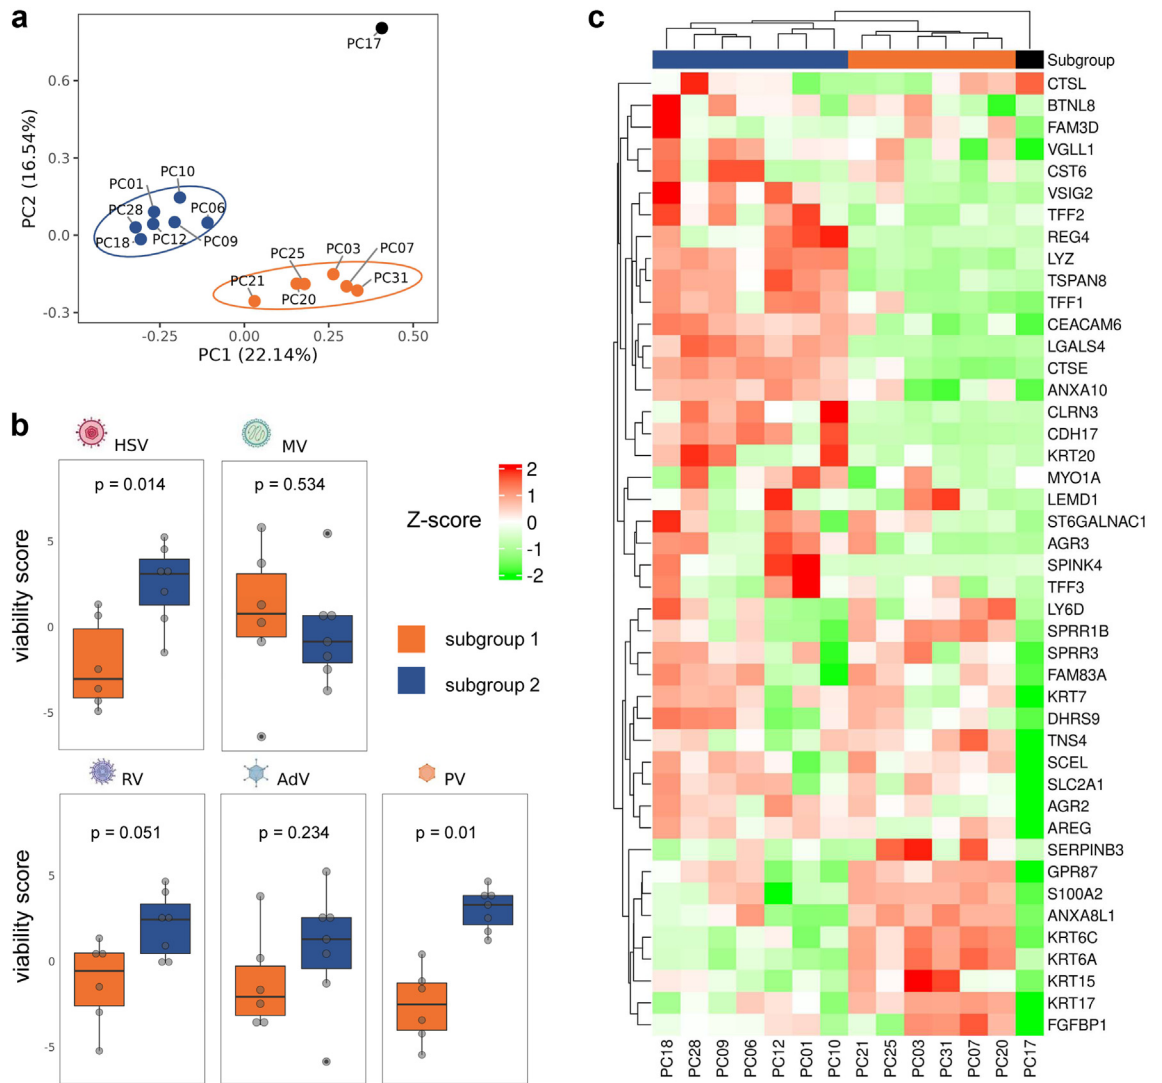 a
PC17
0.6
0.3
0.0
-0.3
PC2 (16.54%)
PC10
PC01
PC28
PC06
PC18
PC12
PC09
PC03
PC07
PC25
PC21
PC31
PC20
-0.25
0.00
0.25
0.50
PC1 (22.14%)
b
HSV
MV
p = 0.014
p = 0.534
5
0
-5
viability score
2
1
0
-1
-2
Z-score
subgroup 1
subgroup 2
RV
AdV
PV
p = 0.051
p = 0.234
p = 0.01
5
0
-5
viability score
c
Subgroup
CTSL
BTNL8
FAM3D
VGLL1
CST6
VSIG2
TFF2
REG4
LYZ
TSPAN8
TFF1
CEACAM6
LGALS4
CTSE
ANXA10
CLRN3
CDH17
KRT20
MYO1A
LEMD1
ST6GALNAC1
AGR3
SPINK4
TFF3
LY6D
SPRR1B
SPRR3
FAM83A
KRT7
DHRS9
TNS4
SCEL
SLC2A1
AGR2
AREG
SERPINB3
GPR87
S100A2
ANXA8L1
KRT6C
KRT6A
KRT15
KRT17
FGFBP1
PC18
PC28
PC09
PC06
PC12
PC01
PC10
PC21
PC25
PC03
PC31
PC07
PC20
PC17